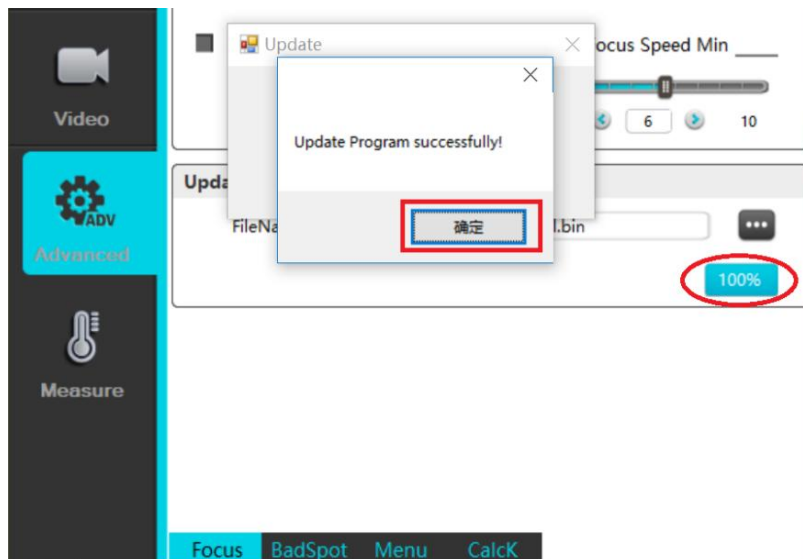 Video
ADV
Advanced
Measure
Update
ocus Speed Min
6
10
Update Program successfully!
确定
Upda
FileNa
l.bin
100%
Focus BadSpot Menu CalcK